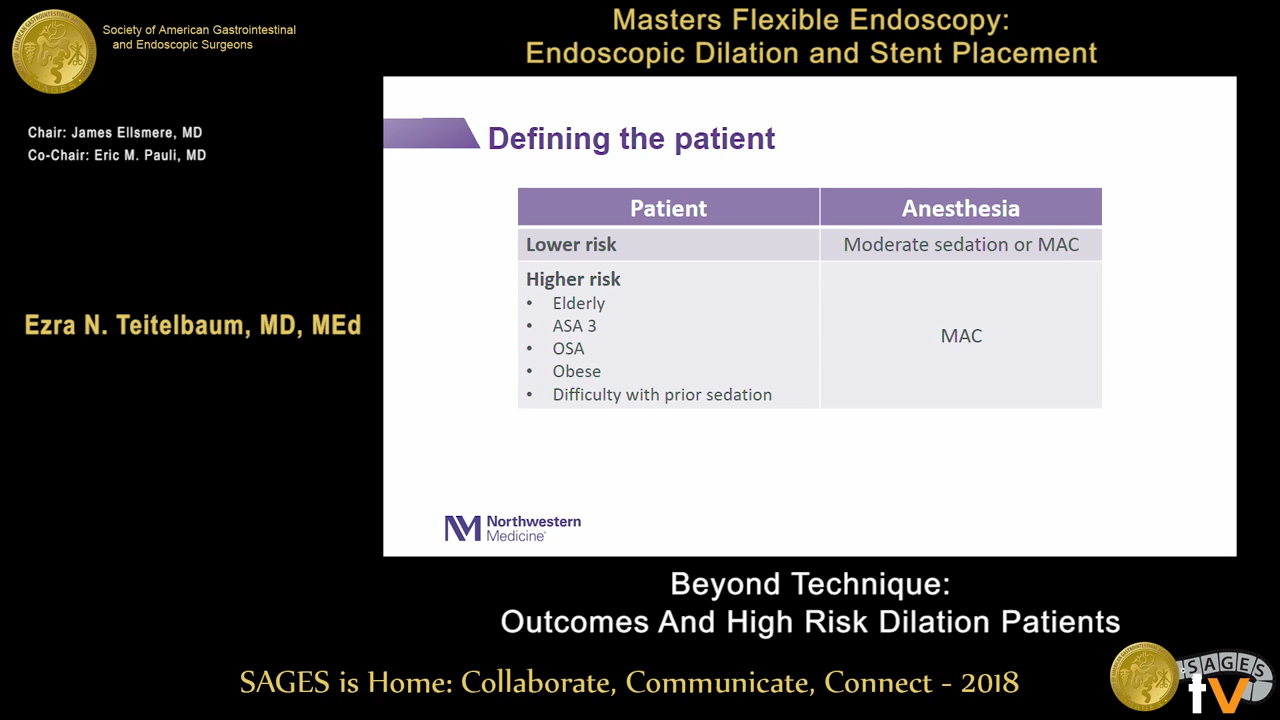 Society of American Gastrointestinal
and Endoscopic Surgeons
Masters Flexible Endoscopy:
Endoscopic Dilation and Stent Placement
Chair: James Ellsmere, MD
Co-Chair: Eric M. Pauli, MD
Ezra N. Teitelbaum, MD, MEd
Defining the patient
Patient
Anesthesia
Lower risk
Moderate sedation or MAC
Higher risk
• Elderly
• ASA 3
• OSA
• Obese
• Difficulty with prior sedation
MAC
NM
Northwestern
Medicine®
Beyond Technique:
Outcomes And High Risk Dilation Patients
SAGES is Home: Collaborate, Communicate, Connect - 2018
SAGES
tv